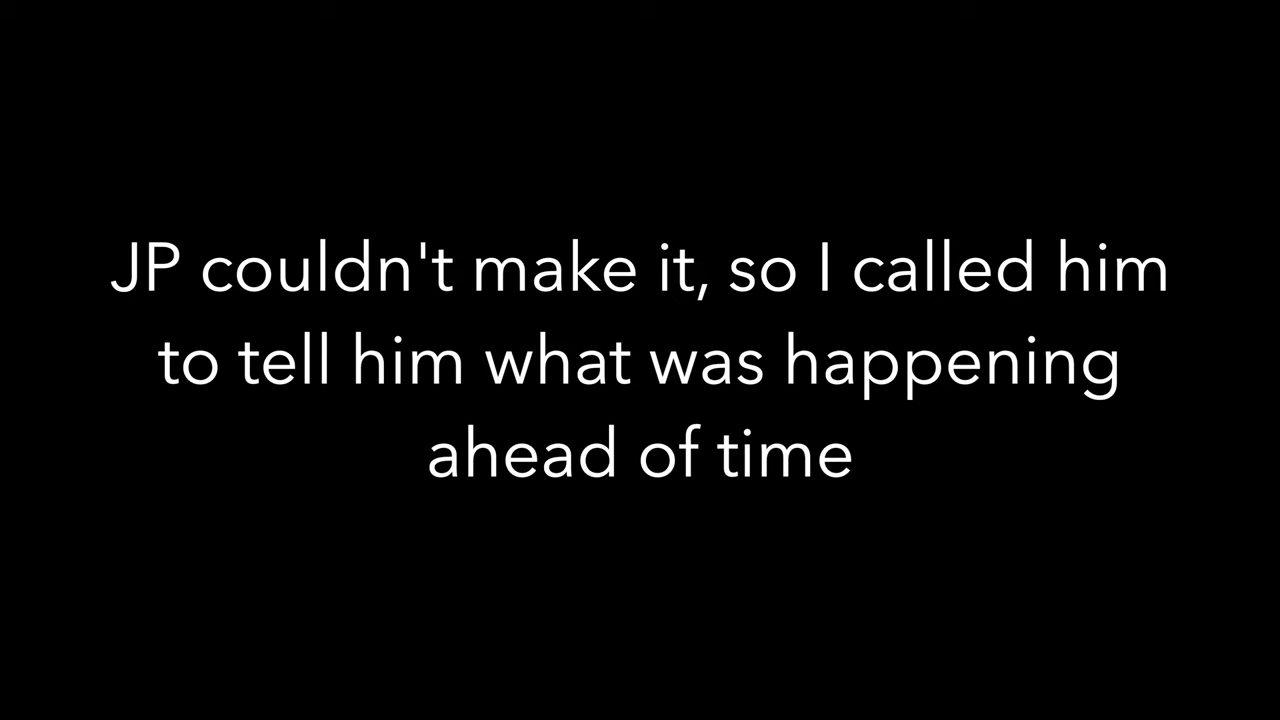 JP couldn't make it, so I called him
to tell him what was happening
ahead of time